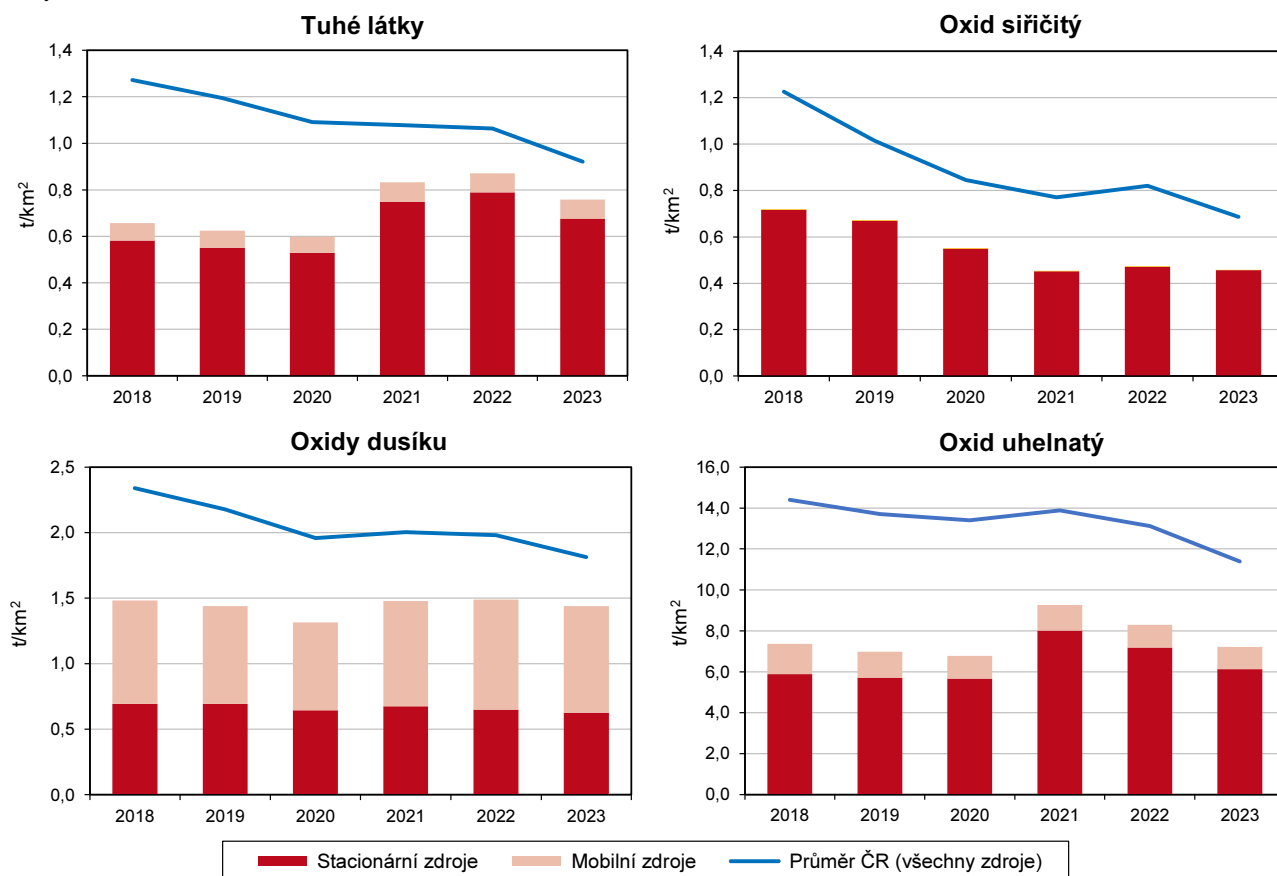 Tuhé látky
1,4
1,2
1,0
0,8
0,6
0,4
0,2
0,0
t/km²
2018 2019 2020 2021 2022 2023
Oxid siřičitý
1,4
1,2
1,0
0,8
0,6
0,4
0,2
0,0
t/km²
2018 2019 2020 2021 2022 2023
Oxidy dusíku
2,5
2,0
1,5
1,0
0,5
0,0
t/km²
2018 2019 2020 2021 2022 2023
Oxid uhelnatý
16,0
14,0
12,0
10,0
8,0
6,0
4,0
2,0
0,0
t/km²
2018 2019 2020 2021 2022 2023
Stacionární zdroje Mobilní zdroje Průměr ČR (všechny zdroje)